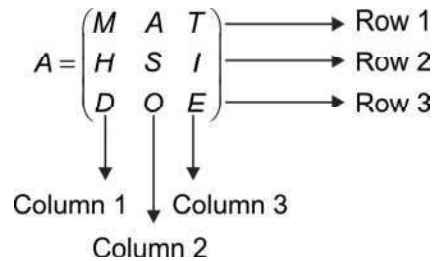 M A T Row 1
A = H S I Row 2
D O E Row 3
Column 1 Column 3
Column 2